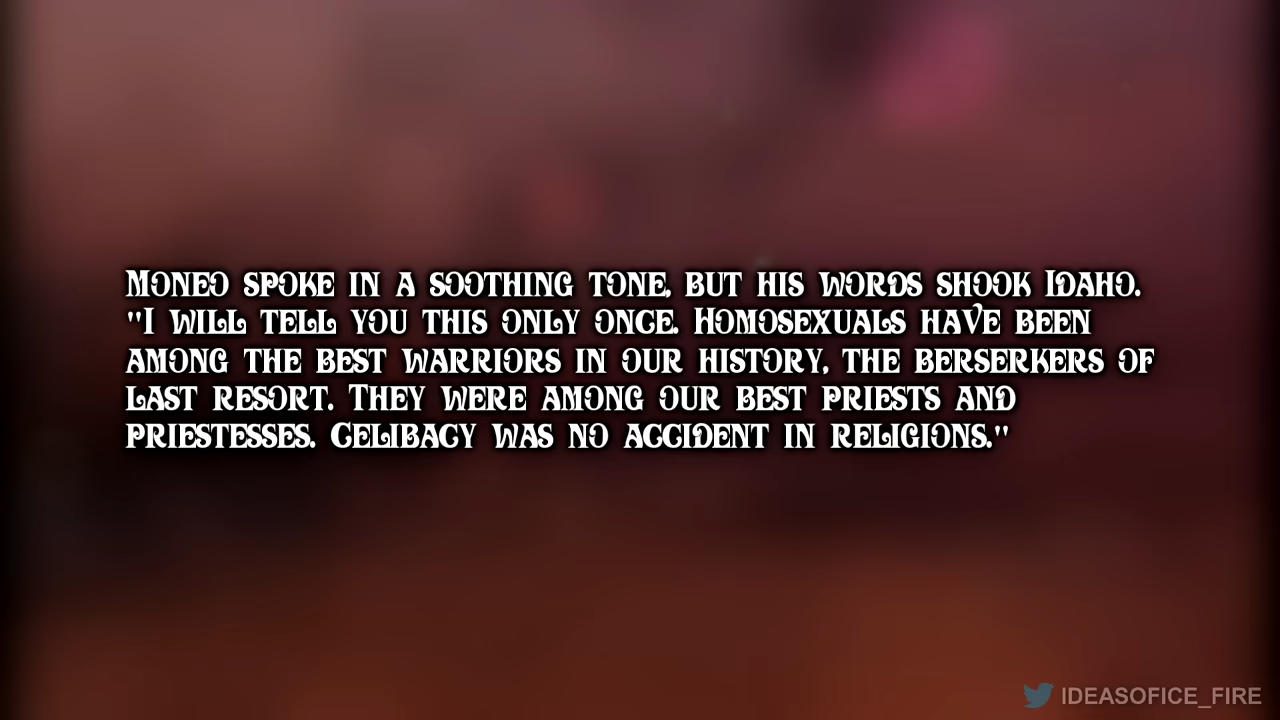 Moneo spoke in a soothing tone, but his words shook Idaho.
"I will tell you this only once. Homosexuals have been
among the best warriors in our history, the berserkers of
last resort. They were among our best priests and
priestesses. Celibacy was no accident in religions."
IDEASOFICE_FIRE